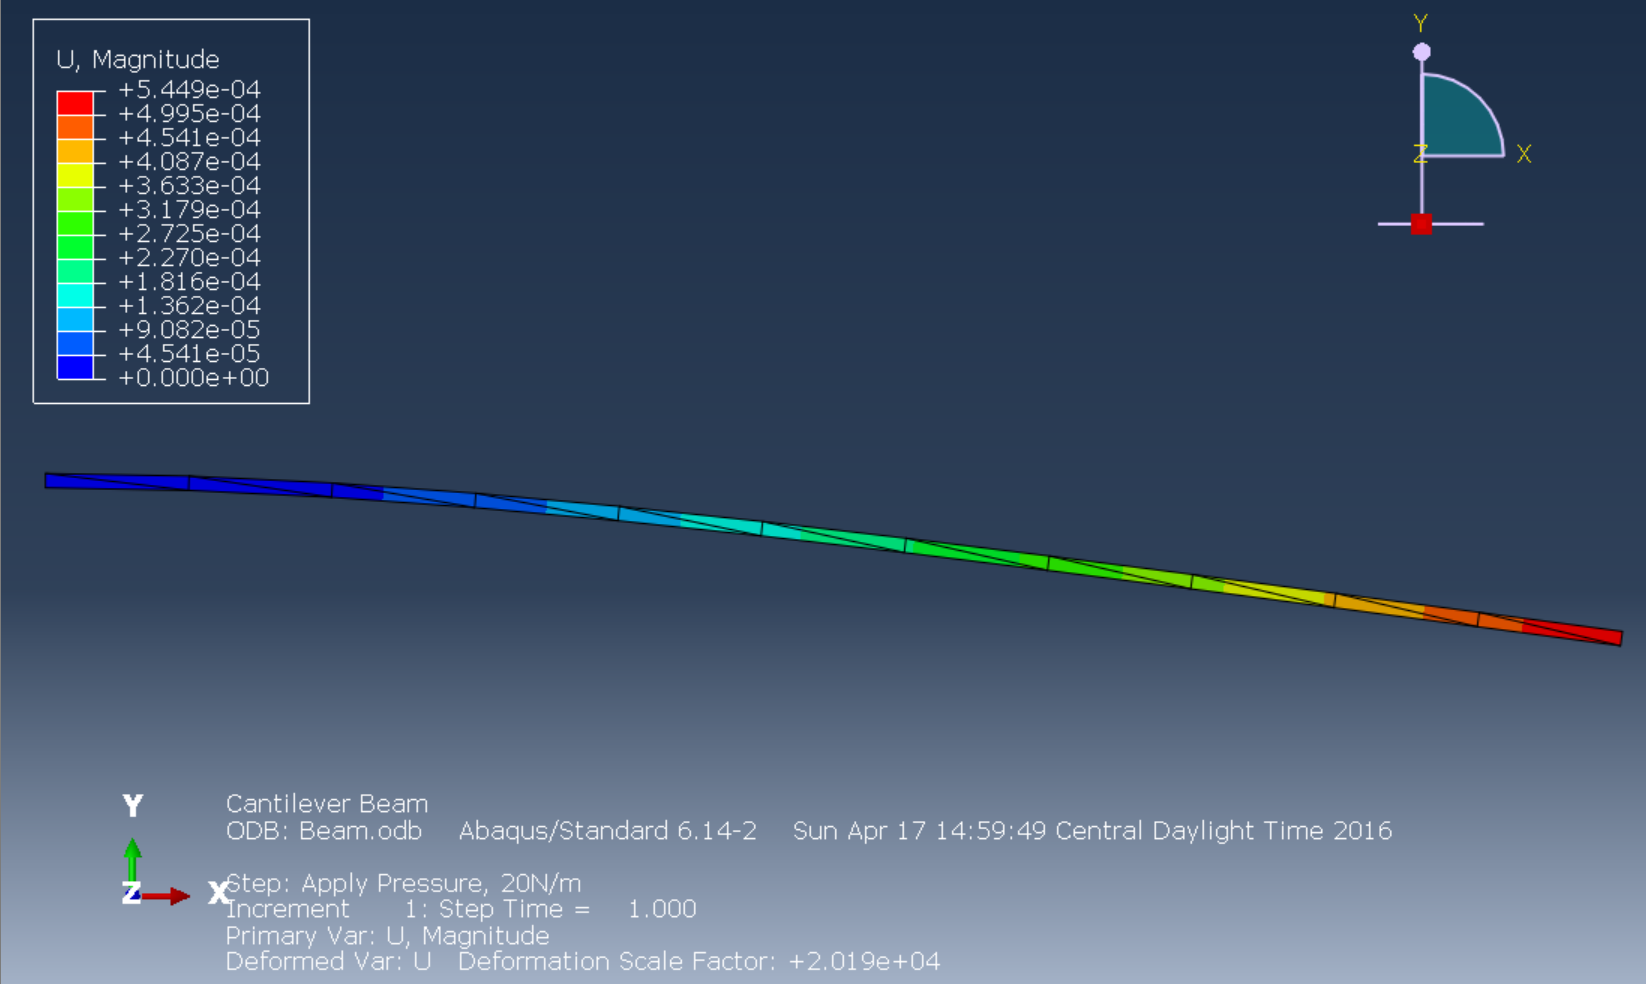 U, Magnitude
+5.449e-04
+4.995e-04
+4.541e-04
+4.087e-04
+3.633e-04
+3.179e-04
+2.725e-04
+2.270e-04
+1.816e-04
+1.362e-04
+9.082e-05
+4.541e-05
+0.000e+00
Y
Z X
Y
Z X
Cantilever Beam
ODB: Beam.odb Abaqus/Standard 6.14-2 Sun Apr 17 14:59:49 Central Daylight Time 2016
Step: Apply Pressure, 20N/m
Increment 1: Step Time = 1.000
Primary Var: U, Magnitude
Deformed Var: U Deformation Scale Factor: +2.019e+04